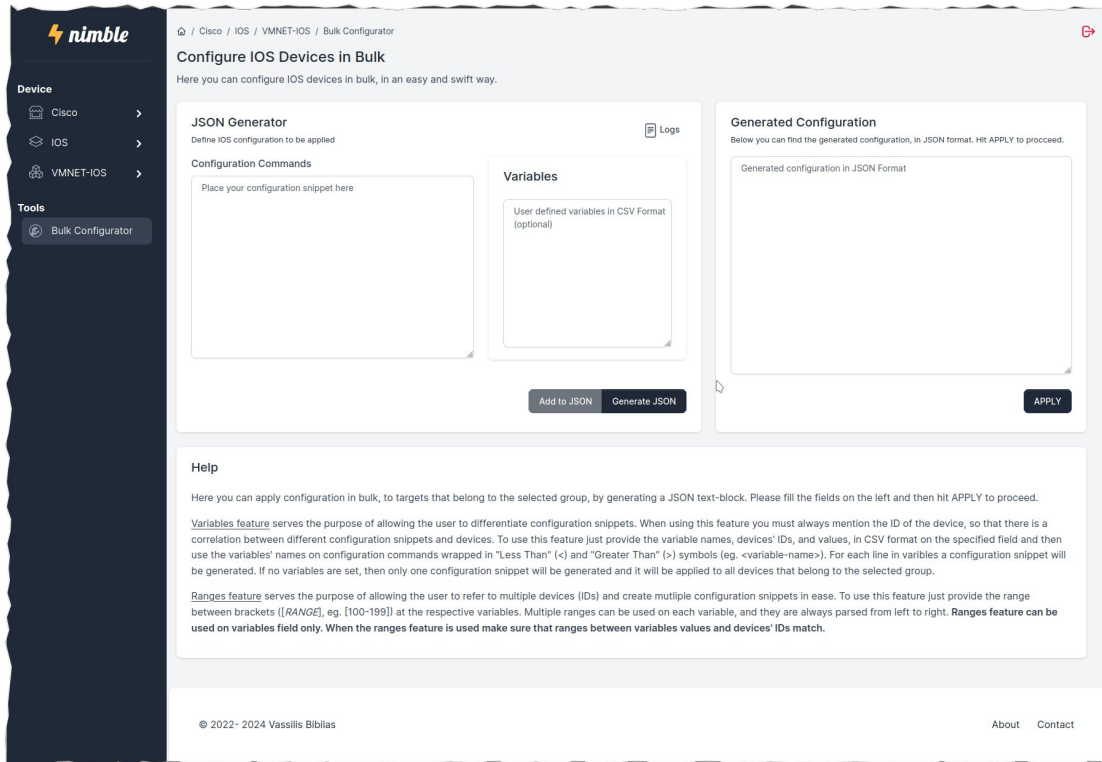 nimble
Device
Cisco
IOS
VMNET-IOS
Tools
Bulk Configurator
/ Cisco / IOS / VMNET-IOS / Bulk Configurator
Configure IOS Devices in Bulk
Here you can configure IOS devices in bulk, in an easy and swift way.
JSON Generator
Define IOS configuration to be applied
Logs
Configuration Commands
Place your configuration snippet here
Variables
User defined variables in CSV Format
(optional)
Add to JSON
Generate JSON
Generated Configuration
Below you can find the generated configuration, in JSON format. Hit APPLY to procceed.
Generated configuration in JSON Format
APPLY
Help
Here you can apply configuration in bulk, to targets that belong to the selected group, by generating a JSON text-block. Please fill the fields on the left and then hit APPLY to proceed.
Variables feature serves the purpose of allowing the user to differentiate configuration snippets. When using this feature you must always mention the ID of the device, so that there is a
correlation between different configuration snippets and devices. To use this feature just provide the variable names, devices' IDs, and values, in CSV format on the specified field and then
use the variables' names on configuration commands wrapped in "Less Than" (<) and "Greater Than" (>) symbols (eg. <variable-name>). For each line in varibles a configuration snippet will
be generated. If no variables are set, then only one configuration snippet will be generated and it will be applied to all devices that belong to the selected group.
Ranges feature serves the purpose of allowing the user to refer to multiple devices (IDs) and create mutliple configuration snippets in ease. To use this feature just provide the range
between brackets ([RANGE], eg. [100-199]) at the respective variables. Multiple ranges can be used on each variable, and they are always parsed from left to right. Ranges feature can be
used on variables field only. When the ranges feature is used make sure that ranges between variables values and devices' IDs match.
© 2022- 2024 Vassilis Bibilas
About
Contact